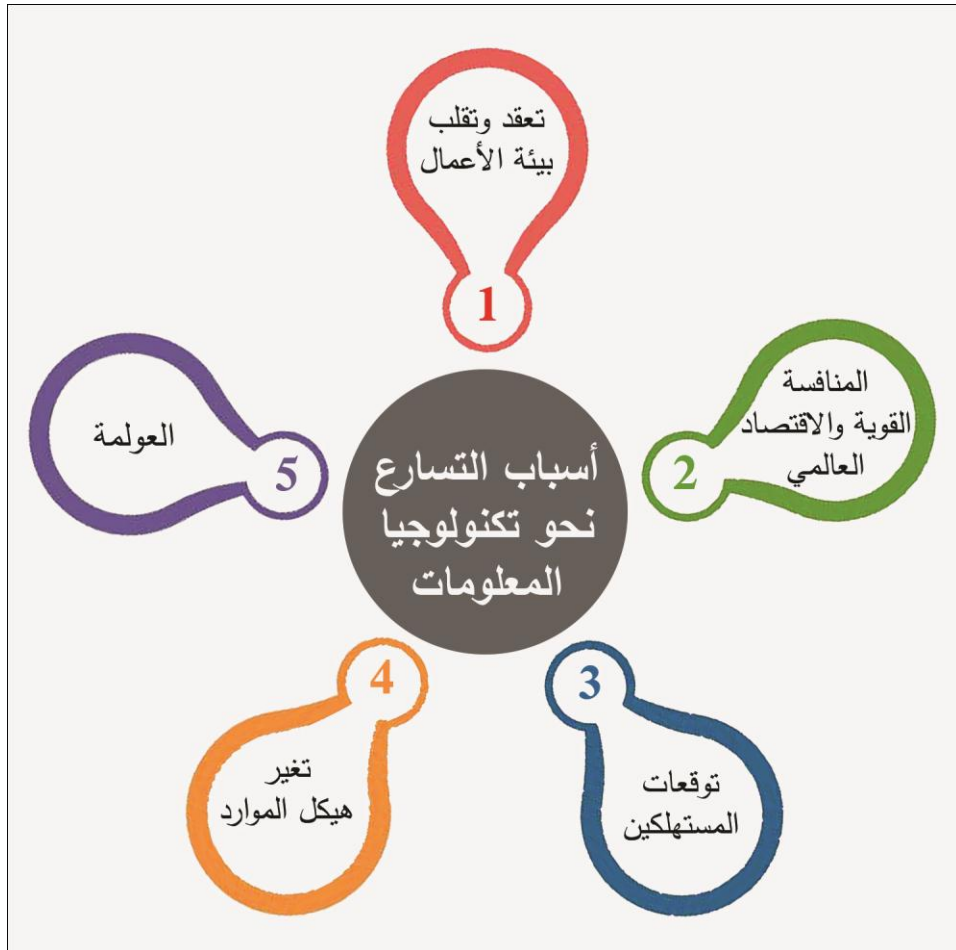 تعقد وتقلب
بيئة الأعمال
1
المنافسة
القوية والاقتصاد
العالمي
2
توقعات
المستهلكين
3
تغير
هيكل الموارد
4
العولمة
5
أسباب التسارع
نحو تكنولوجيا
المعلومات